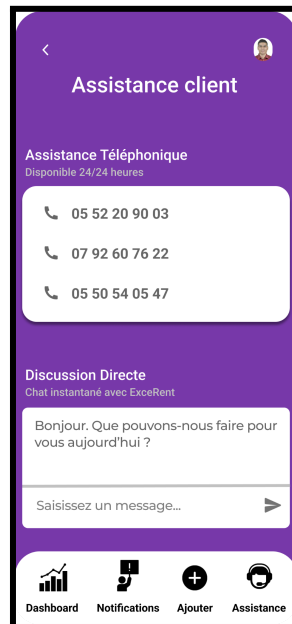 Assistance client
Assistance Téléphonique
Disponible 24/24 heures
05 52 20 90 03
07 92 60 76 22
05 50 54 05 47
Discussion Directe
Chat instantané avec ExceRent
Bonjour. Que pouvons-nous faire pour
vous aujourd'hui ?
Saisissez un message...
Dashboard Notifications Ajouter Assistance